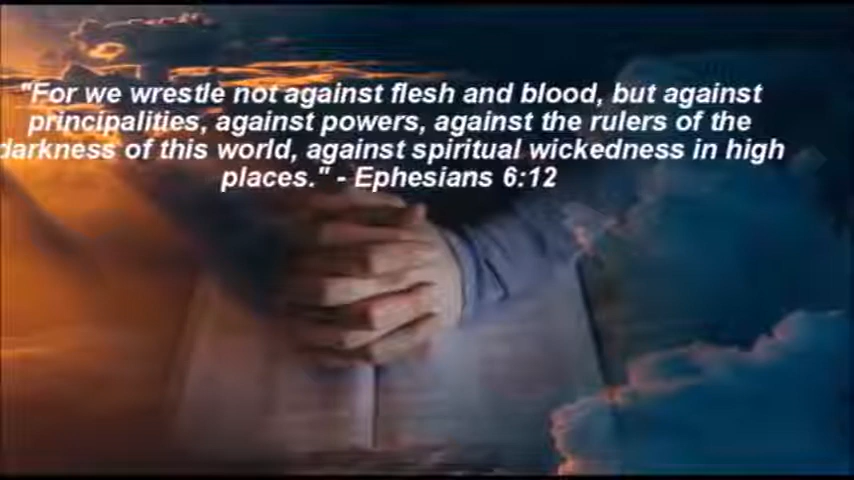 "For we wrestle not against flesh and blood, but against
principalities, against powers, against the rulers of the
darkness of this world, against spiritual wickedness in high
places." - Ephesians 6:12